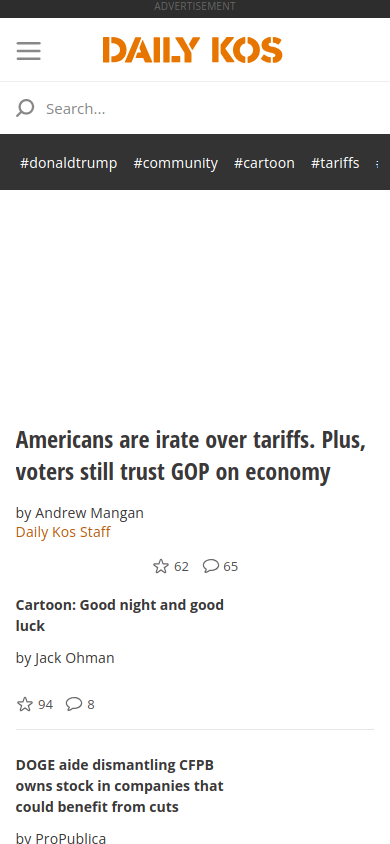 ADVERTISEMENT
DAILY KOS
Search...
#donaldtrump #community #cartoon #tariffs
Americans are irate over tariffs. Plus,
voters still trust GOP on economy
by Andrew Mangan
Daily Kos Staff
62 65
Cartoon: Good night and good
luck
by Jack Ohman
94 8
DOGE aide dismantling CFPB
owns stock in companies that
could benefit from cuts
by ProPublica